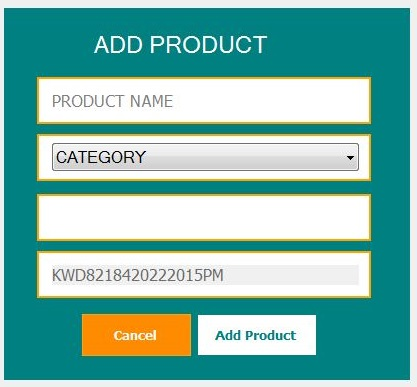 ADD PRODUCT
PRODUCT NAME
CATEGORY
KWD8218420222015PM
Cancel Add Product